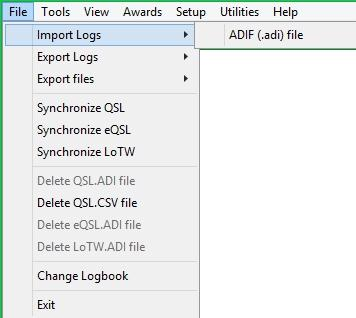 File Tools View Awards Setup Utilities Help
Import Logs ADIF (.adi) file
Export Logs
Export files
Synchronize QSL
Synchronize eQSL
Synchronize LoTW
Delete QSL.ADI file
Delete QSL.CSV file
Delete eQSL.ADI file
Delete LoTW.ADI file
Change Logbook
Exit